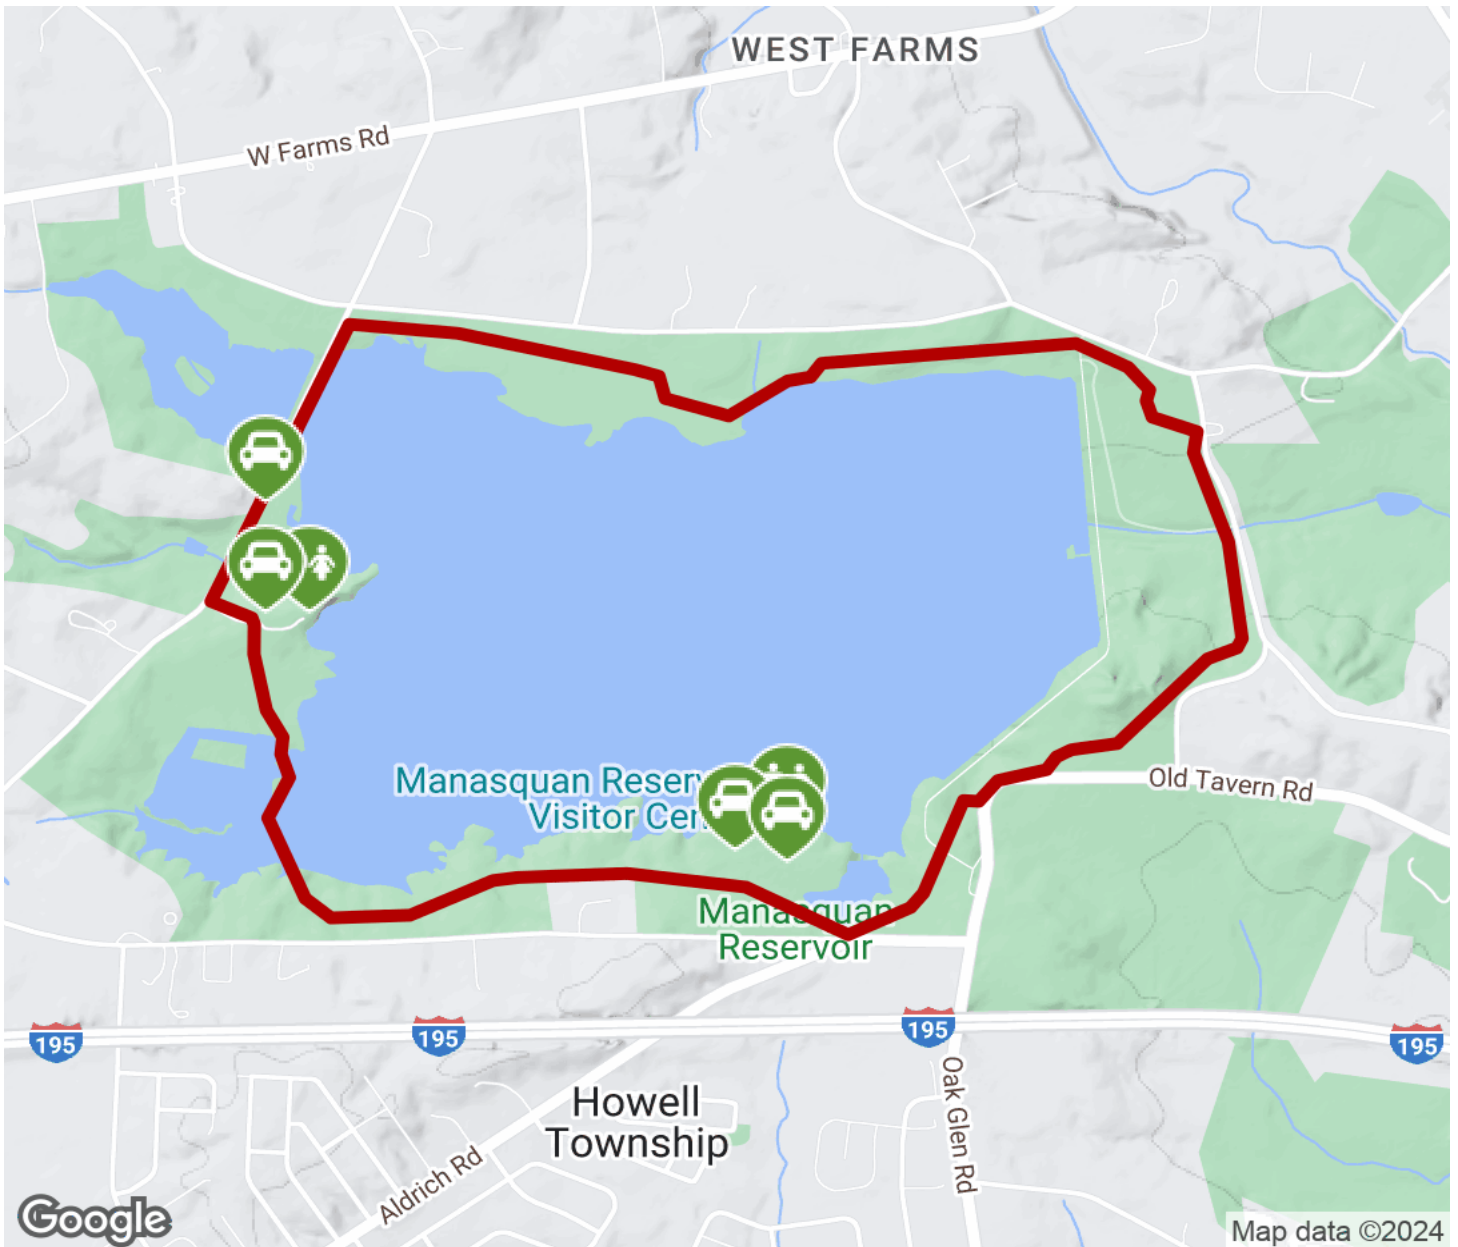 WEST FARMS
W Farms Rd
Manasquan Reserv
Visitor Cen
Old Tavern Rd
Manasquan
Reservoir
195
195
195
195
Oak Glen Rd
Howell
Township
Aldrich Rd
Google
Map data ©2024